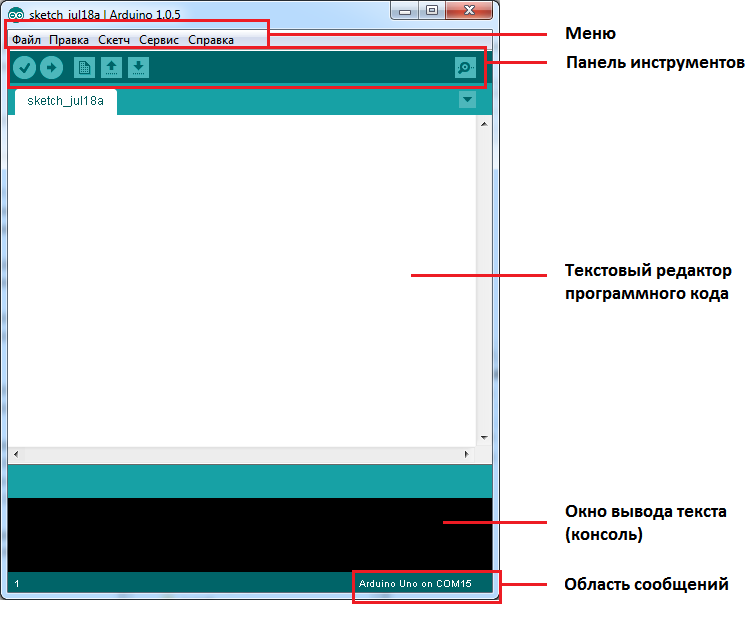 sketch_jul18a | Arduino 1.0.5
Файл Правка Скетч Сервис Справка
Меню
Панель инструментов
sketch_jul18a
Текстовый редактор
программного кода
Окно вывода текста
(консоль)
1
Arduino Uno on COM15
Область сообщений